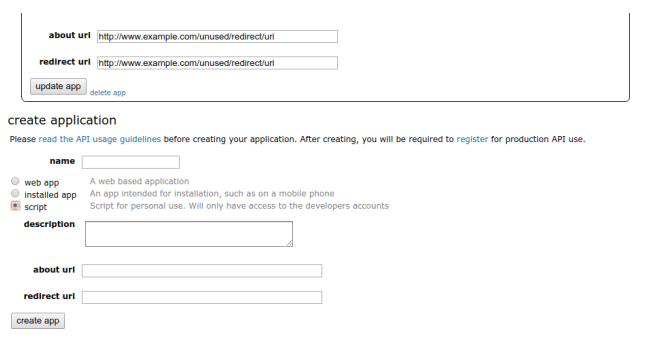 about url http://www.example.com/unused/redirect/uri
redirect uri http://www.example.com/unused/redirect/uri
update app delete app
create application
Please read the API usage guidelines before creating your application. After creating, you will be required to register for production API use.
name
web app A web based application
installed app An app intended for installation, such as on a mobile phone
script Script for personal use. Will only have access to the developers accounts
description
about url
redirect uri
create app